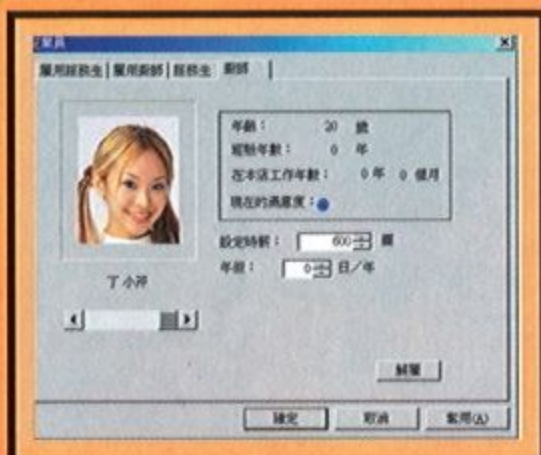 雇用服務生 雇用廚師 服務生 廚師
年齡： 20 歲
經驗年數： 0 年
在本店工作年數： 0 年 0 個月
現在的滿意度：
設定時薪： 600 圓
年假： 0 日／年
丁小
解雇
確定 取消 套用(A)